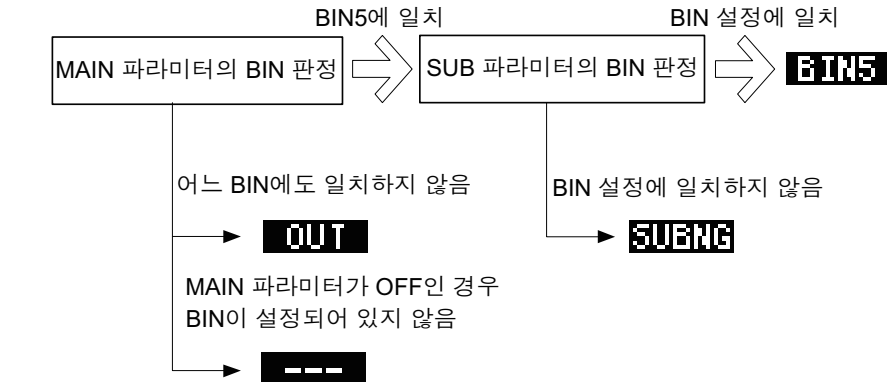 BIN5에 일치
BIN 설정에 일치
MAIN 파라미터의 BIN 판정
SUB 파라미터의 BIN 판정
BIN5
어느 BIN에도 일치하지 않음
BIN 설정에 일치하지 않음
OUT
SUBNG
MAIN 파라미터가 OFF인 경우
BIN이 설정되어 있지 않음
---